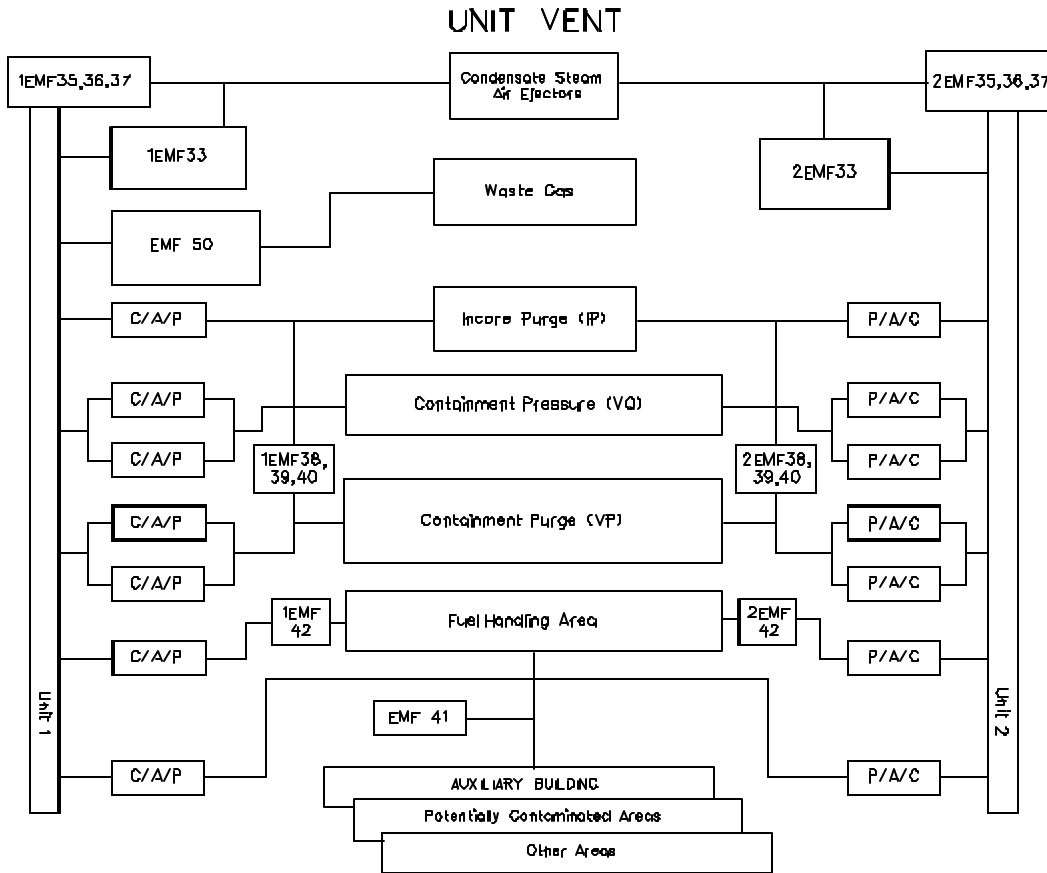 UNIT VENT
1EMF35,36,37
Condensate Steam
Air Ejectors
2EMF35,36,37
1EMF33
2EMF33
Waste Gas
EMF 50
C/A/P
Incore Purge (IP)
P/A/C
C/A/P
Containment Pressure (VQ)
P/A/C
C/A/P
1EMF38,
39,40
2EMF38,
39,40
P/A/C
C/A/P
Containment Purge (VP)
P/A/C
C/A/P
P/A/C
1EMF
42
Fuel Handling Area
2EMF
42
C/A/P
P/A/C
Unit 1
EMF 41
Unit 2
C/A/P
AUXILIARY BUILDING
P/A/C
Potentially Contaminated Areas
Other Areas